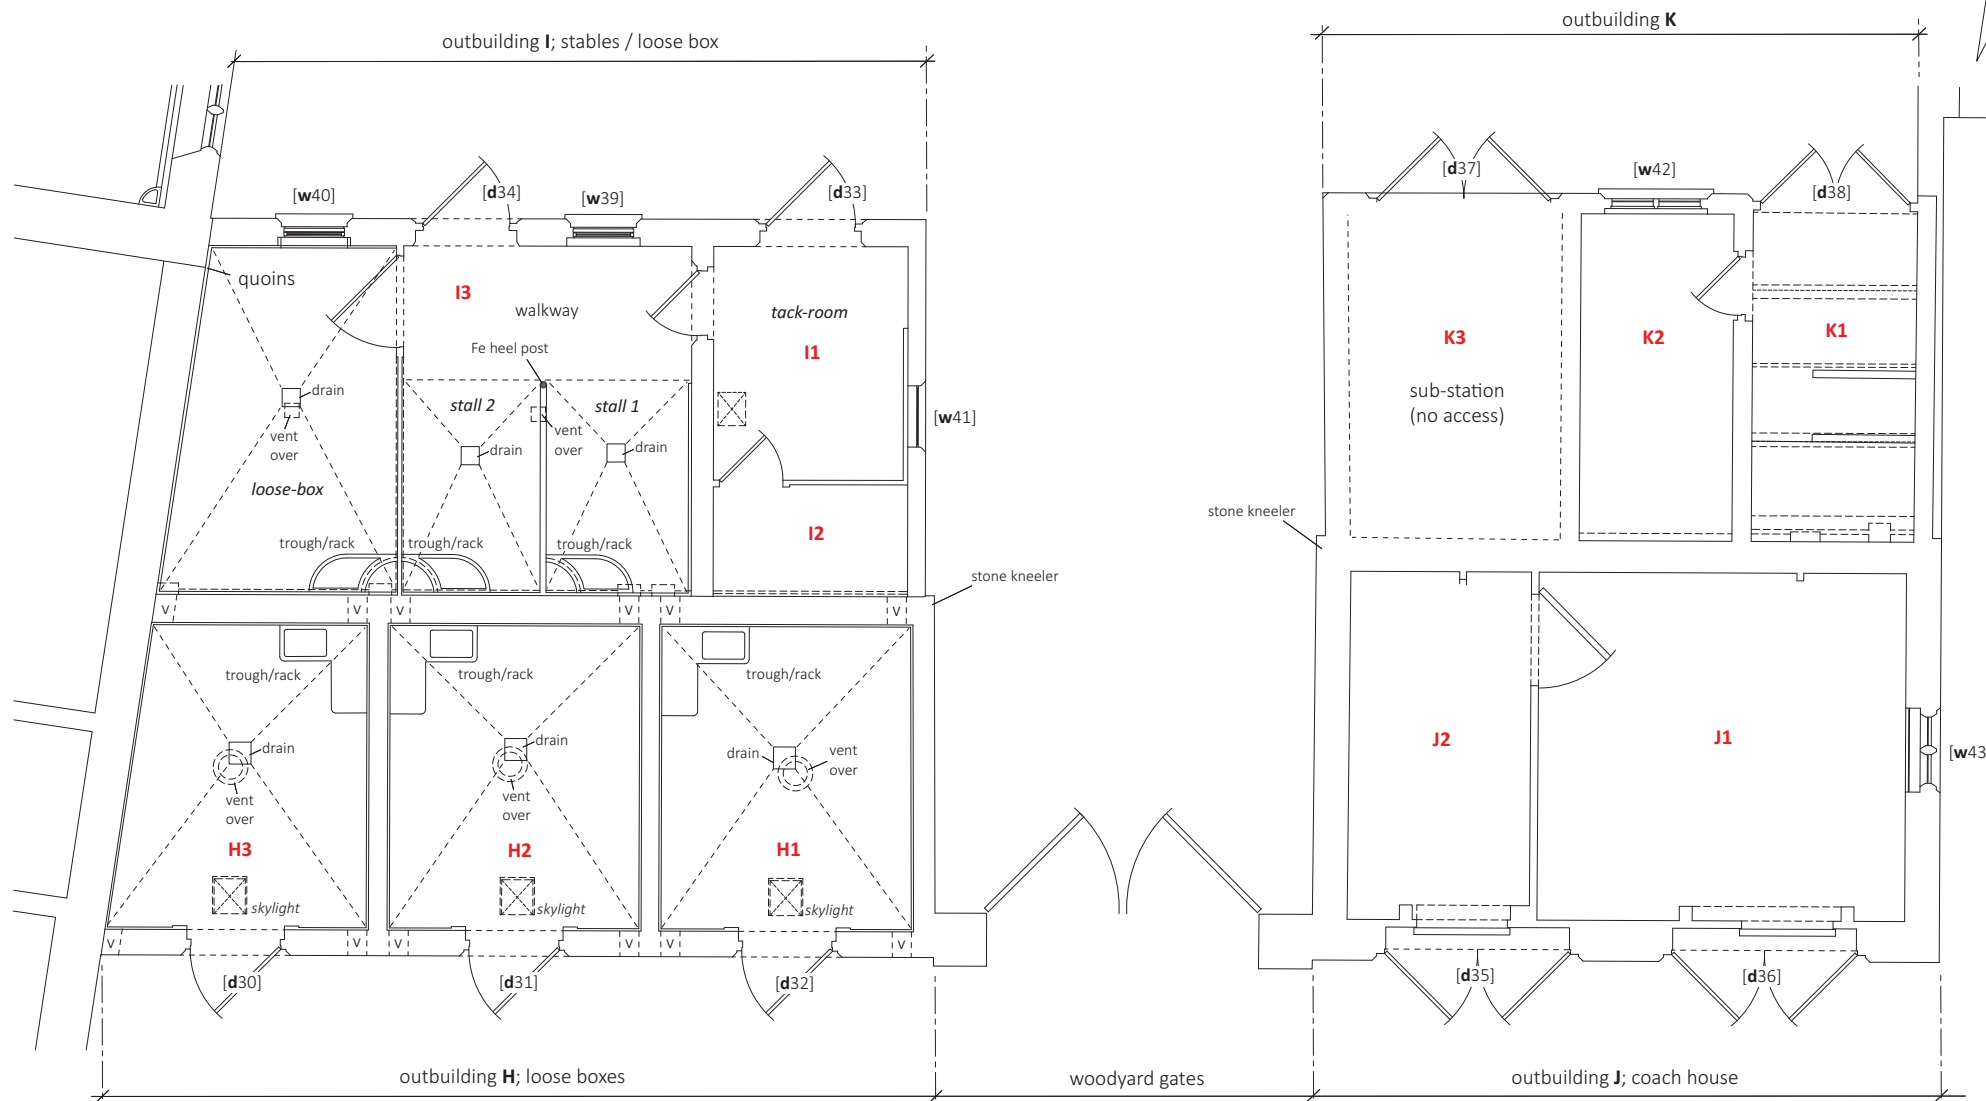 outbuilding K
outbuilding I; stables / loose box
[d37]
[w42]
[d38]
[w40]
[d34]
[w39]
[d33]
quoins
I3
walkway
tack-room
I1
Fe heel post
K3
K2
K1
sub-station
(no access)
drain
vent
over
stall 2
stall 1
vent
over
drain
drain
[w41]
loose-box
stone kneeler
I2
trough/rack
trough/rack
trough/rack
stone kneeler
v
v
v
v
v
v
trough/rack
trough/rack
trough/rack
drain
drain
drain
vent
over
vent
over
vent
over
J2
J1
[w43
H3
H2
H1
skylight
skylight
skylight
v
v
v
v
v
v
[d30]
[d31]
[d32]
[d35]
[d36]
outbuilding H; loose boxes
woodyard gates
outbuilding J; coach house